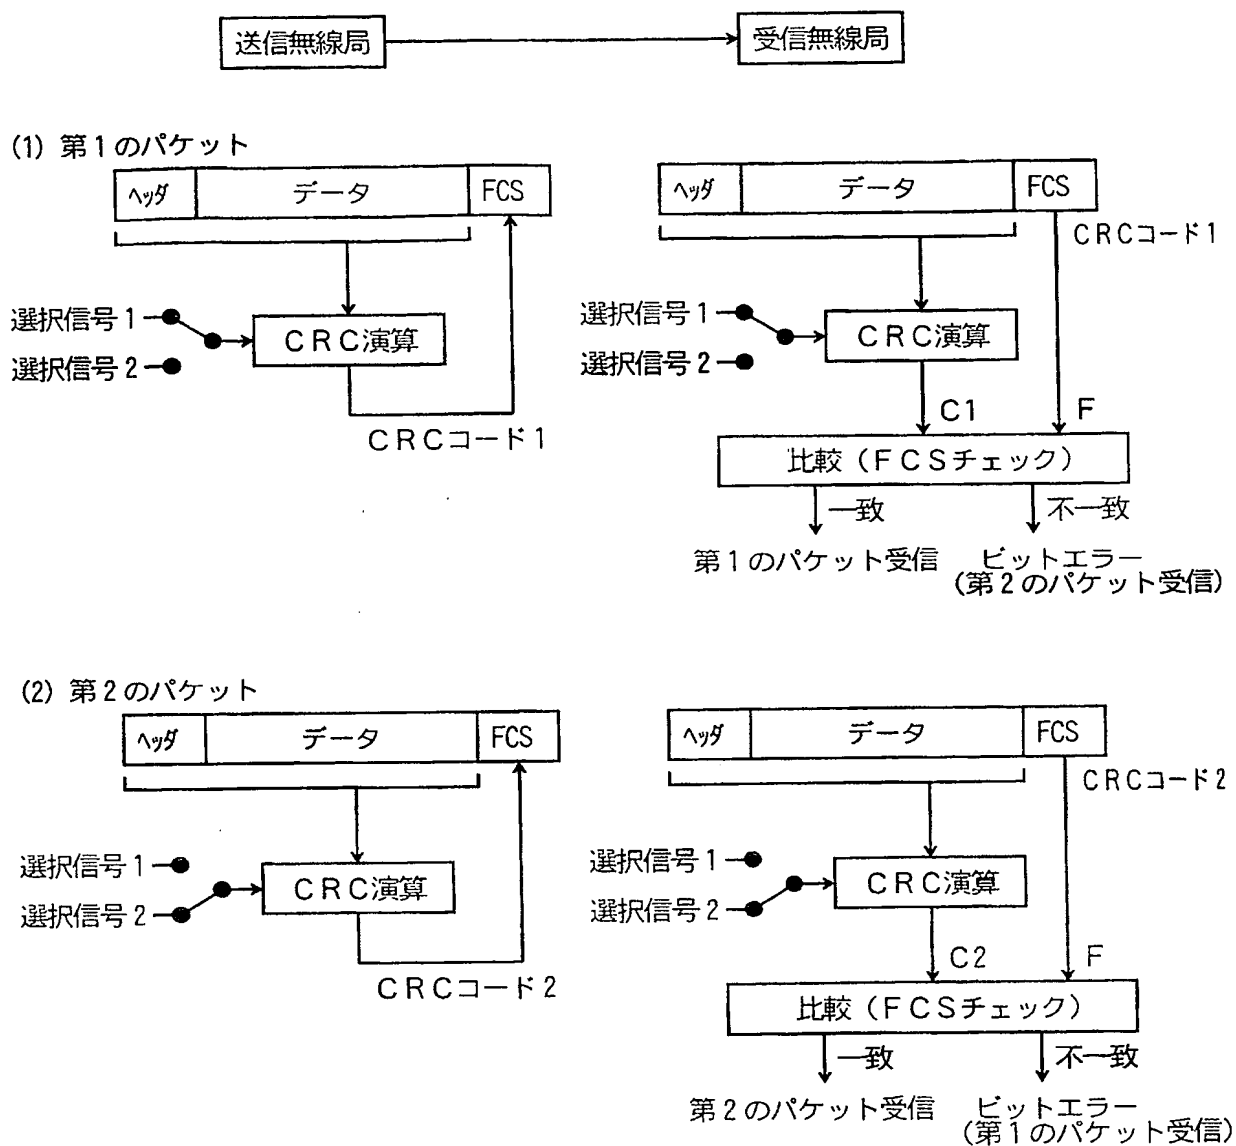 送信無線局
受信無線局
(1) 第1のパケット
ヘッダ
データ
FCS
選択信号1
選択信号2
CRC演算
CRCコード1
ヘッダ
データ
FCS
CRCコード1
選択信号1
選択信号2
CRC演算
C1
F
比較(FCSチェック)
一致
不一致
第1のパケット受信
ビットエラー
(第2のパケット受信)
(2) 第2のパケット
ヘッダ
データ
FCS
選択信号1
選択信号2
CRC演算
CRCコード2
ヘッダ
データ
FCS
CRCコード2
選択信号1
選択信号2
CRC演算
C2
F
比較(FCSチェック)
一致
不一致
第2のパケット受信
ビットエラー
(第1のパケット受信)